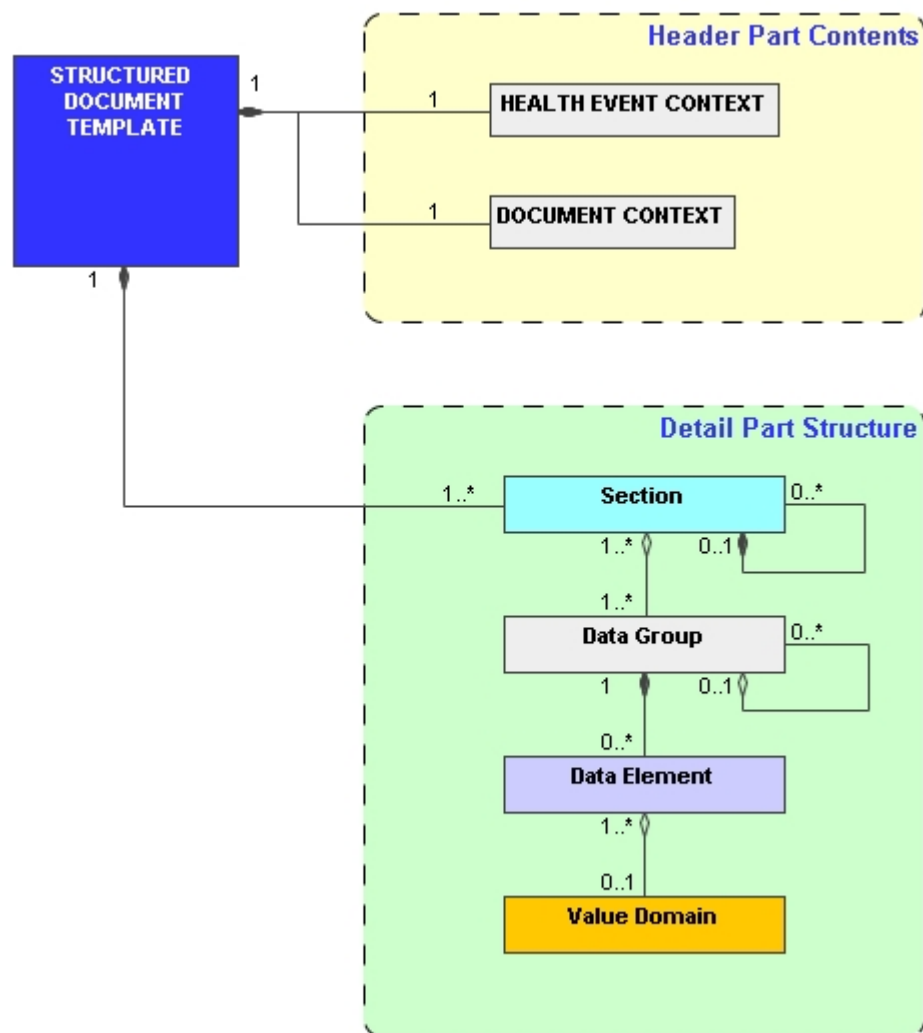 Header Part Contents
STRUCTURED
DOCUMENT
TEMPLATE
1
1
HEALTH EVENT CONTEXT
1
DOCUMENT CONTEXT
1
Detail Part Structure
1..*
Section
0..*
1..*
0..1
1..*
Data Group
0..*
1
0..1
0..*
Data Element
1..*
0..1
Value Domain